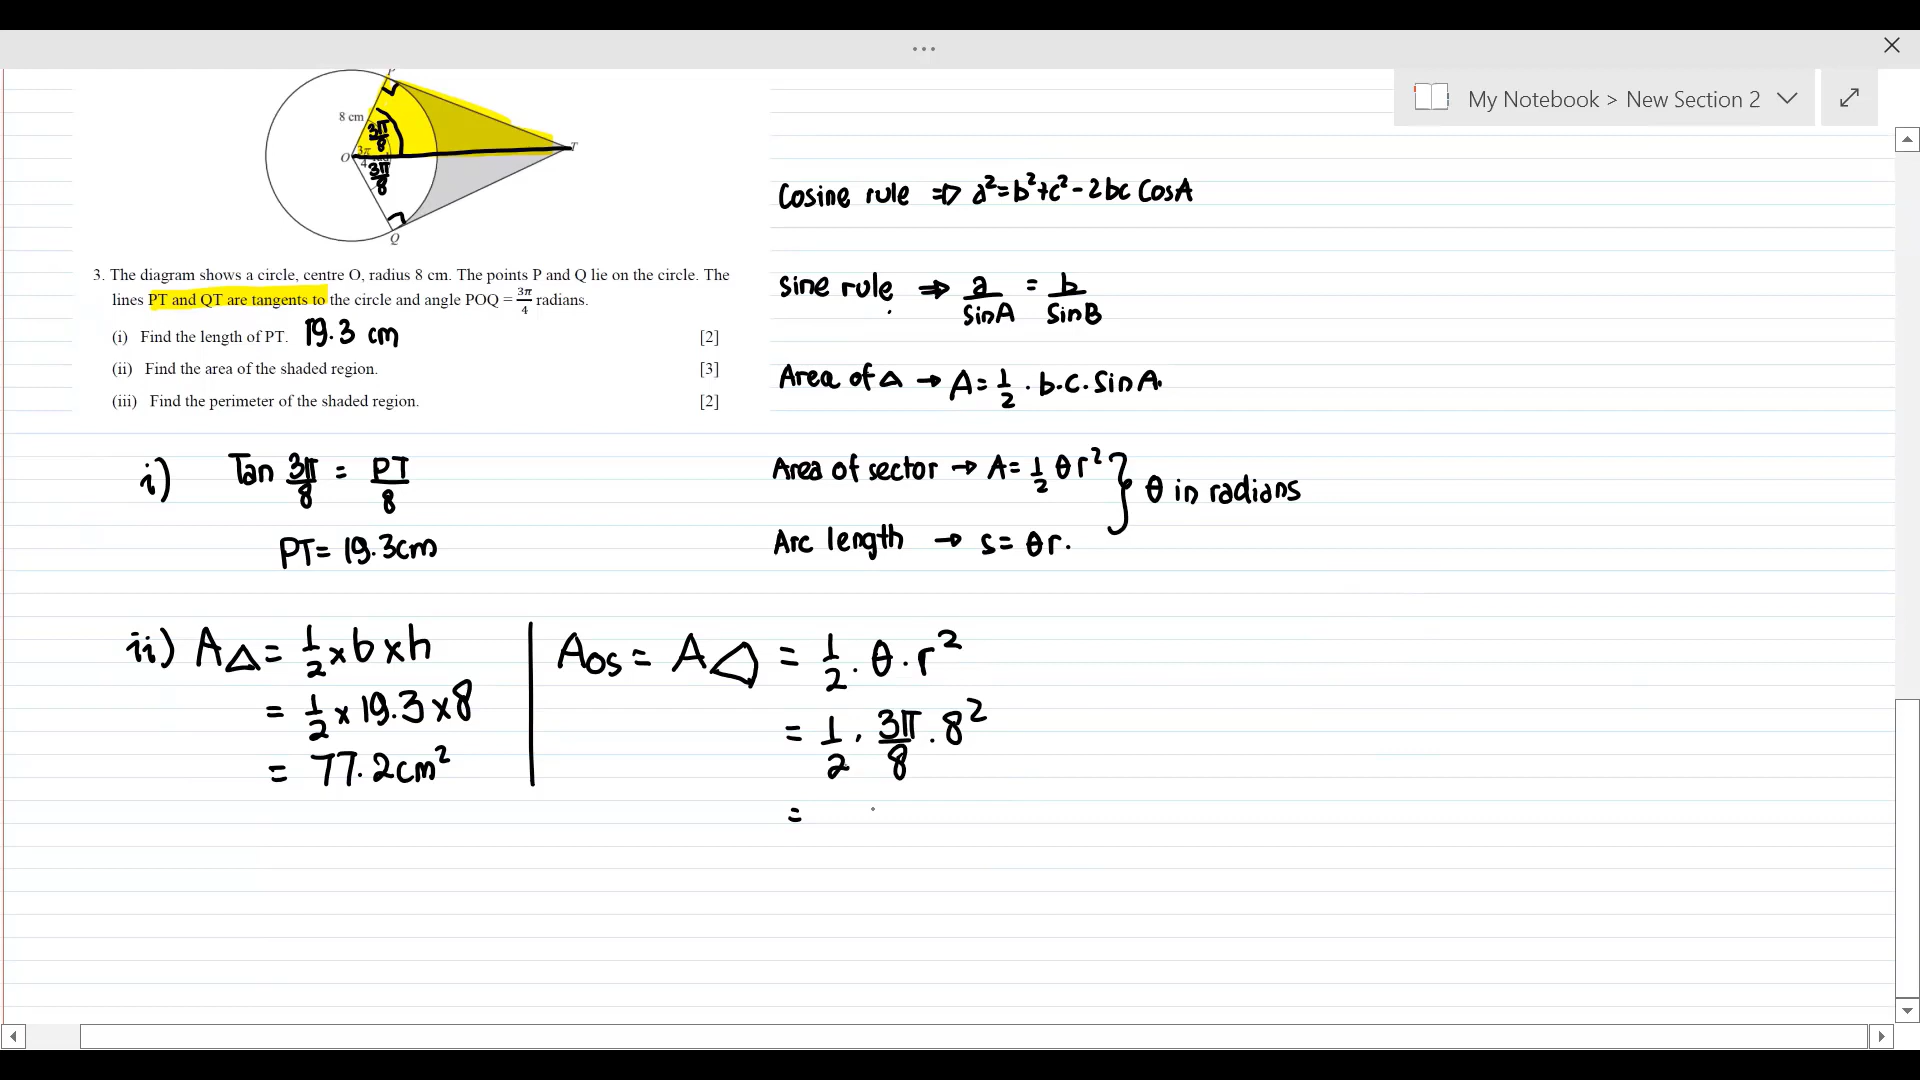 ...
My Notebook > New Section 2
P
8 cm
3π/8
O
3π/4 rad
T
3π/8
Q
3. The diagram shows a circle, centre O, radius 8 cm. The points P and Q lie on the circle. The
lines PT and QT are tangents to the circle and angle POQ = 3π/4 radians.
(i) Find the length of PT. 19.3 cm [2]
(ii) Find the area of the shaded region. [3]
(iii) Find the perimeter of the shaded region. [2]
Cosine rule ⇒ a²=b²+c²-2bc CosA
Sine rule ⇒ a/SinA = b/SinB
Area of △ → A=1/2 . b.c. SinA.
Area of sector → A=1/2 θr² } θ in radians
Arc length → s= θr.
i) Tan 3π/8 = PT/8
PT= 19.3cm
ii) A△= 1/2 ×b×h
= 1/2 × 19.3×8
= 77.2cm²
Aos = A = 1/2 . θ . r²
= 1/2 . 3π/8 . 8²
=